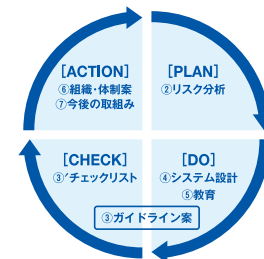 [ACTION]
⑥組織・体制案
⑦今後の取組み
[PLAN]
②リスク分析
[CHECK]
③′チェックリスト
[DO]
④システム設計
⑤教育
③ガイドライン案